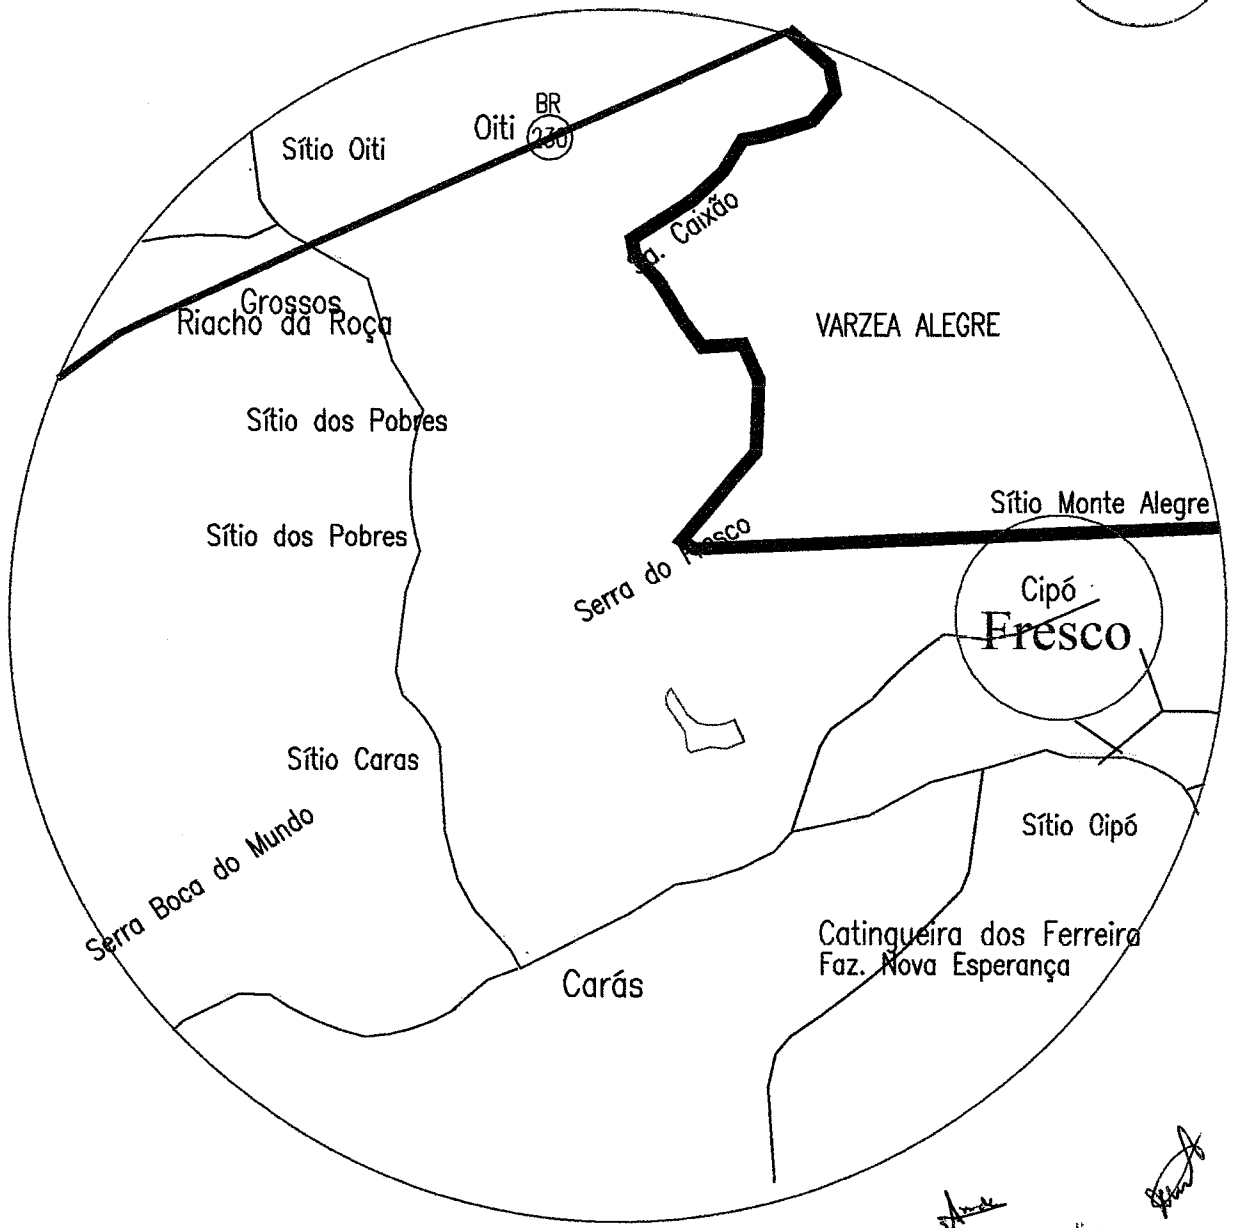 BR
230
Oiti
Sítio Oiti
Sa. Caixão
Grossos
Riacho da Roça
VARZEA ALEGRE
Sítio dos Pobres
Sítio Monte Alegre
Sítio dos Pobres
Serra do Fresco
Cipó
Fresco
Sítio Caras
Serra Boca do Mundo
Sítio Cipó
Catingueira dos Ferreira
Faz. Nova Esperança
Carás